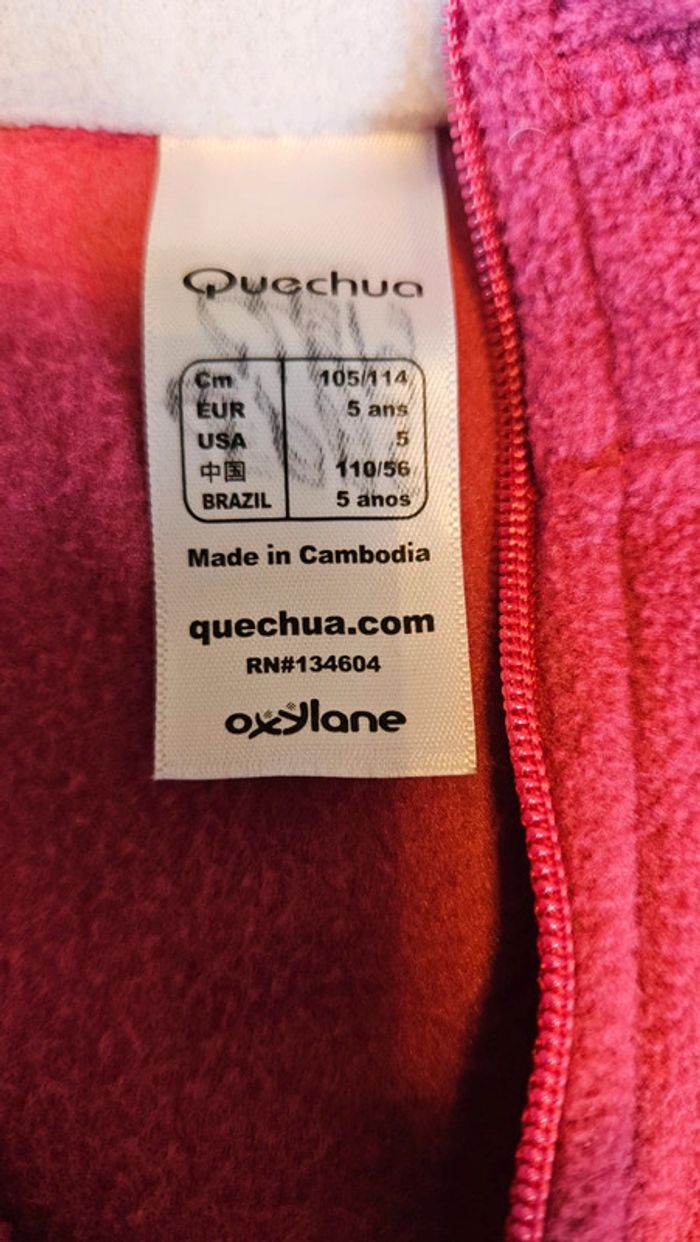 Quechua
Cm 105/114
EUR 5 ans
USA 5
中国 110/56
BRAZIL 5 anos
Made in Cambodia
quechua.com
RN#134604
oxylane